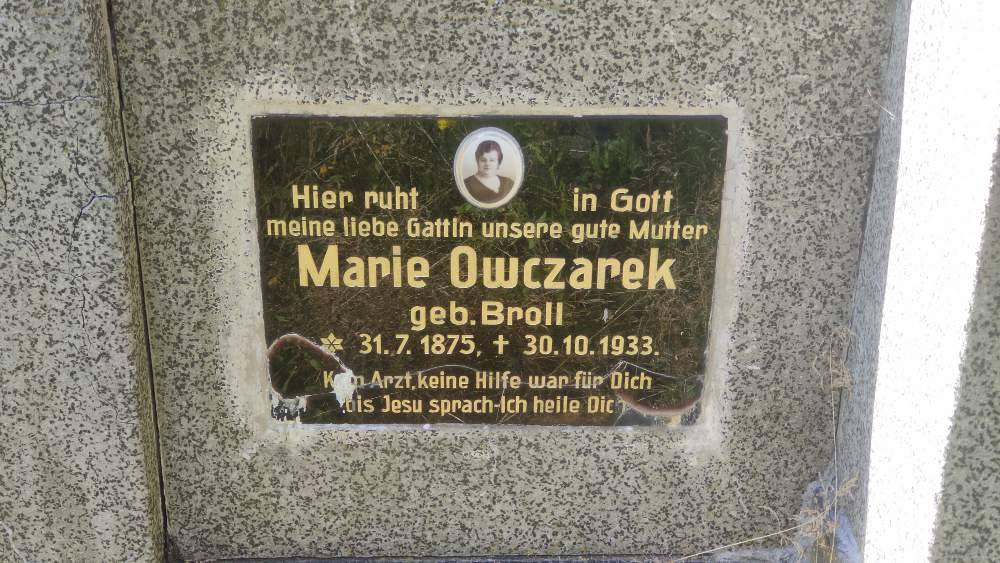 Hier ruht in Gott
meine liebe Gattin unsere gute Mutter
Marie Owczarek
geb. Broll
✡ 31. 7. 1875, † 30. 10. 1933.
Arzt, keine Hilfe war für Dich
bis Jesu sprach-Ich heile